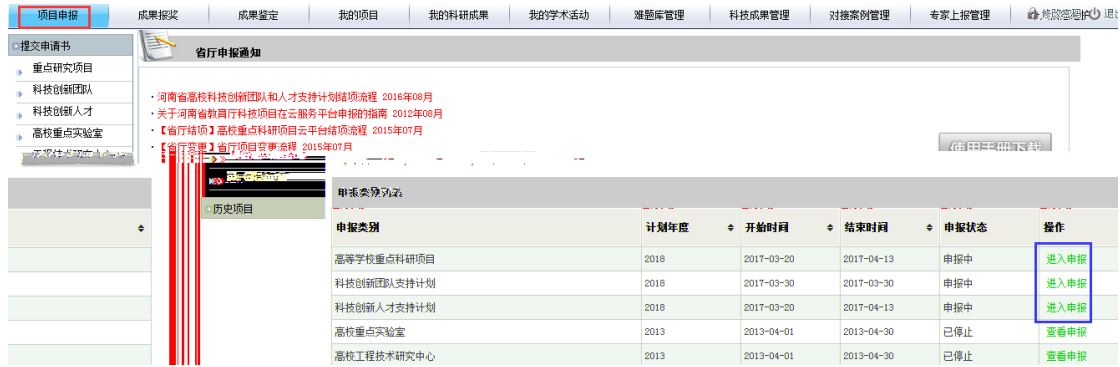 项目申报 成果报奖 成果鉴定 我的项目 我的科研成果 我的学术活动 难题库管理 科技成果管理 对接案例管理 专家上报管理
提交申请书
重点研究项目
科技创新团队
科技创新人才
高校重点实验室
省厅申报通知
·河南省高校科技创新团队和人才支持计划结项流程 2016年08月
·关于河南省教育厅科技项目在云服务平台申报的指南 2012年08月
·【省厅结项】高校重点科研项目云平台结项流程 2015年07月
·【省厅变更】省厅项目变更流程 2015年07月
使用手册下载
历史项目
申报类别列表
申报类别 计划年度 开始时间 结束时间 申报状态 操作
高等学校重点科研项目 2018 2017-03-20 2017-04-13 申报中 进入申报
科技创新团队支持计划 2018 2017-03-30 2017-03-30 申报中 进入申报
科技创新人才支持计划 2018 2017-03-20 2017-04-13 申报中 进入申报
高校重点实验室 2013 2013-04-01 2013-04-30 已停止 查看申报
高校工程技术研究中心 2013 2013-04-01 2013-04-30 已停止 查看申报